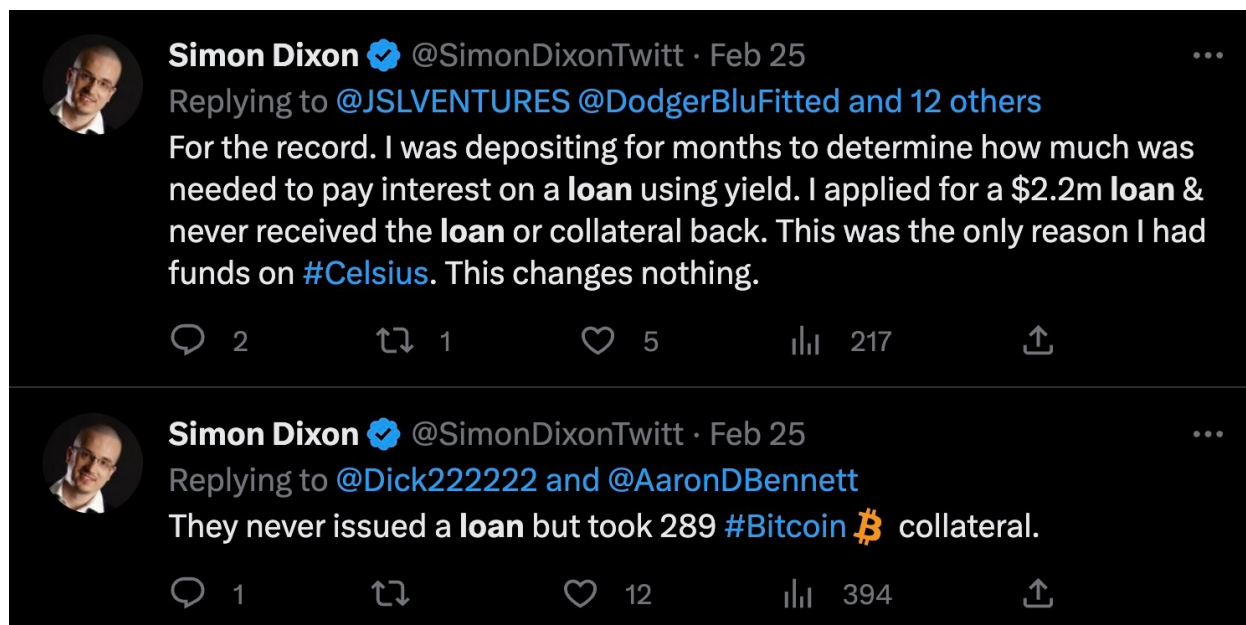 Simon Dixon @SimonDixonTwitt · Feb 25
Replying to @JSLVENTURES @DodgerBluFitted and 12 others
For the record. I was depositing for months to determine how much was
needed to pay interest on a loan using yield. I applied for a $2.2m loan &
never received the loan or collateral back. This was the only reason I had
funds on #Celsius. This changes nothing.
2 1 5 217
Simon Dixon @SimonDixonTwitt · Feb 25
Replying to @Dick222222 and @AaronDBennett
They never issued a loan but took 289 #Bitcoin collateral.
1 12 394